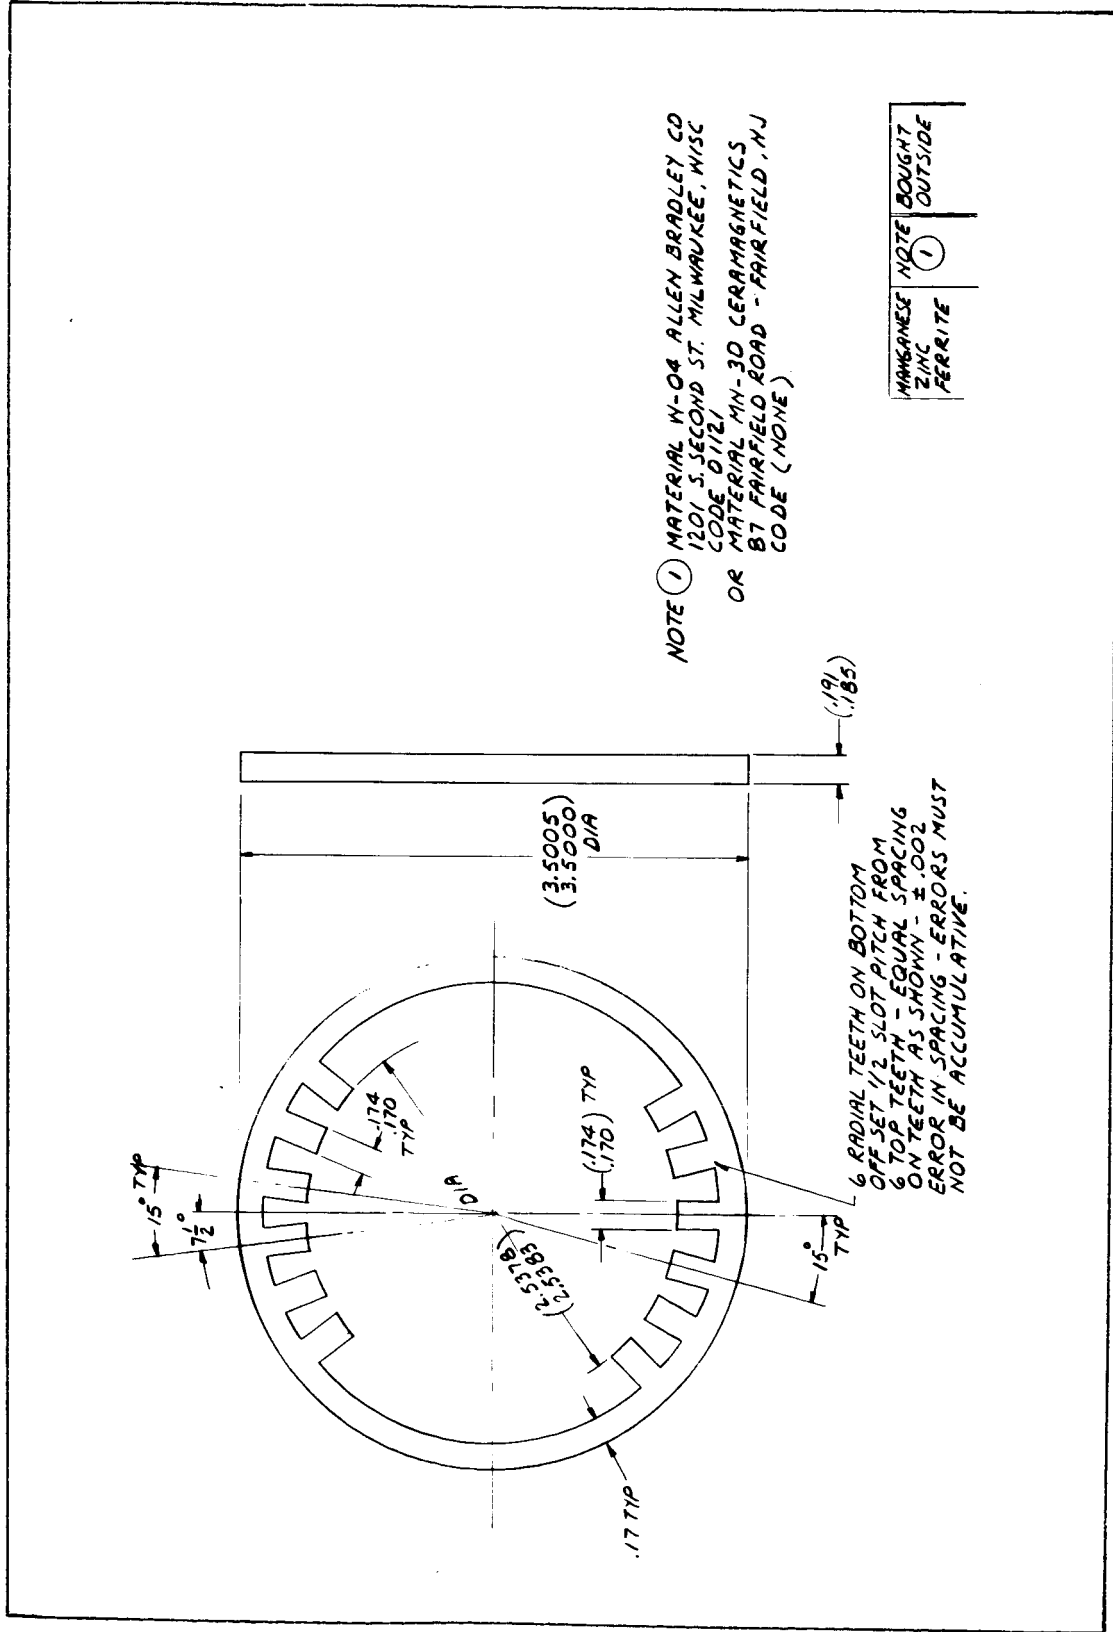 15° TYP
7 1/2°
.174
.170
TYP
DIA
(2.5378
2.5383)
(.174
.170) TYP
15°
TYP
.17 TYP
(3.5005
3.5000)
DIA
(.191
.185)
6 RADIAL TEETH ON BOTTOM
OFF SET 1/2 SLOT PITCH FROM
6 TOP TEETH - EQUAL SPACING
ON TEETH AS SHOWN - ±.002
ERROR IN SPACING - ERRORS MUST
NOT BE ACCUMULATIVE.
NOTE 1 MATERIAL W-04 ALLEN BRADLEY CO
1201 S. SECOND ST. MILWAUKEE, WISC
CODE 01121
OR MATERIAL MN-30 CERAMAGNETICS
87 FAIRFIELD ROAD - FAIRFIELD, NJ
CODE (NONE)
MANGANESE
ZINC
FERRITE
NOTE
1
BOUGHT
OUTSIDE